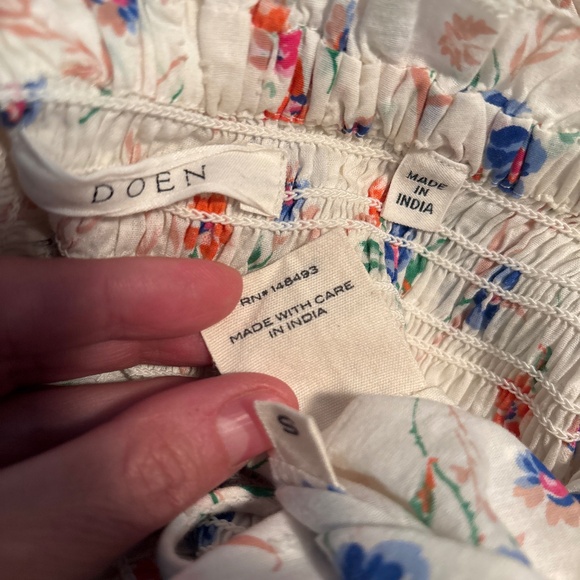 DOEN
MADE IN
INDIA
RN# 148493
MADE WITH CARE
IN INDIA
S